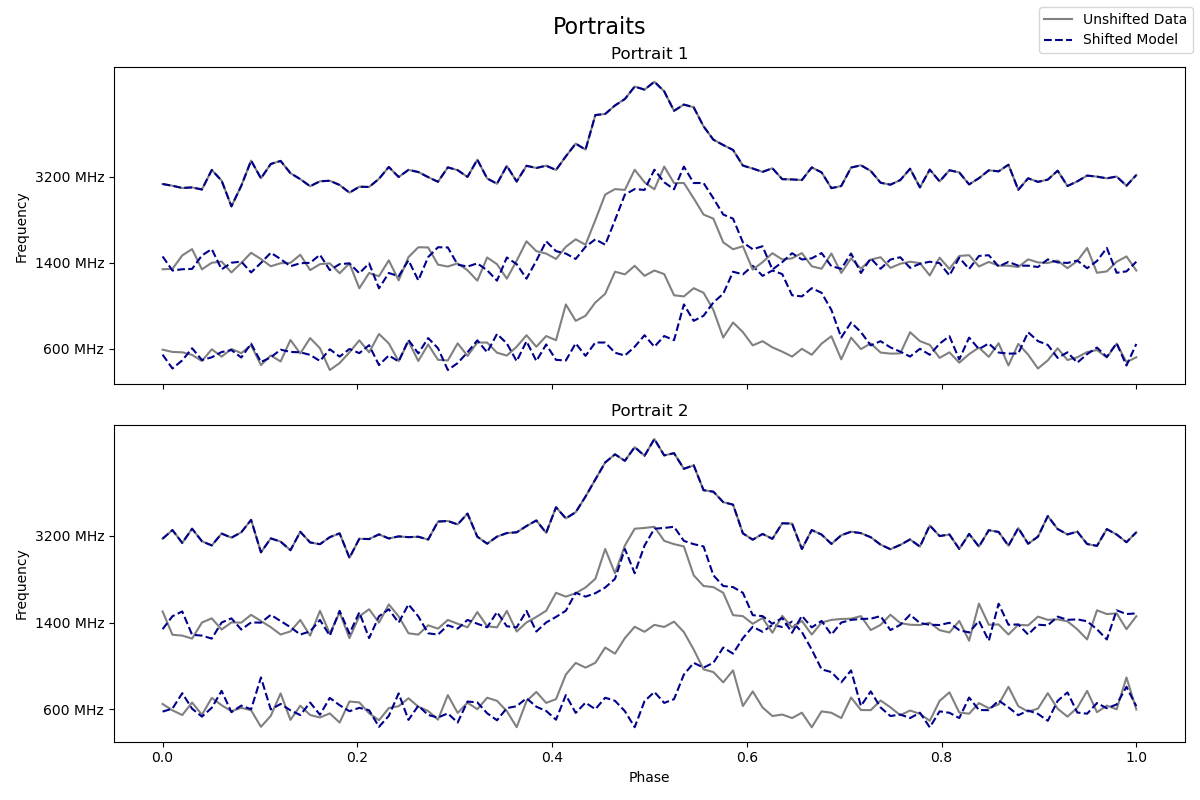 Portraits
Unshifted Data
Shifted Model
Portrait 1
Frequency
3200 MHz
1400 MHz
600 MHz
Portrait 2
Frequency
3200 MHz
1400 MHz
600 MHz
0.0 0.2 0.4 0.6 0.8 1.0
Phase